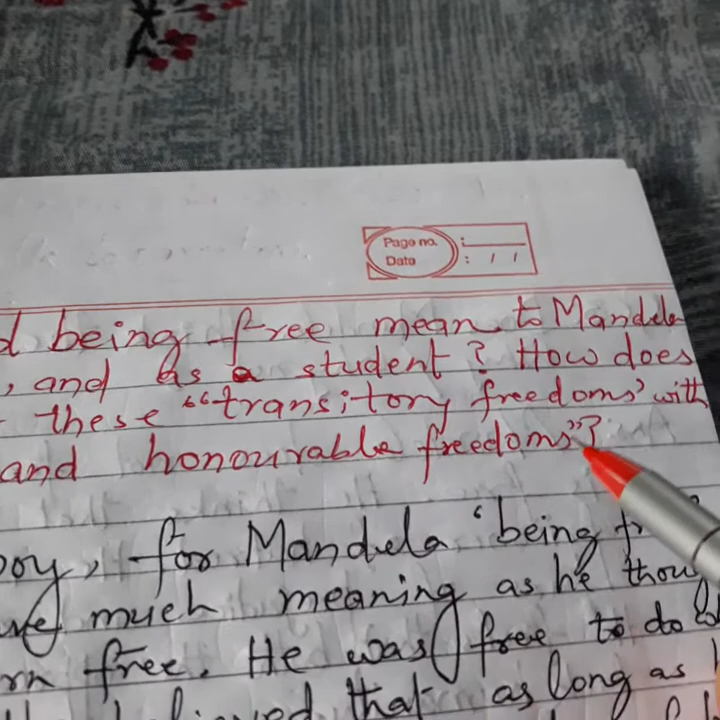 Page no. :
Date : / /
d being free mean to Mandela
, and as a student? How does
these “transitory freedoms’ with
and honourable freedoms”?
for Mandela ‘being
much meaning as he
free. He was free to do
that as long as